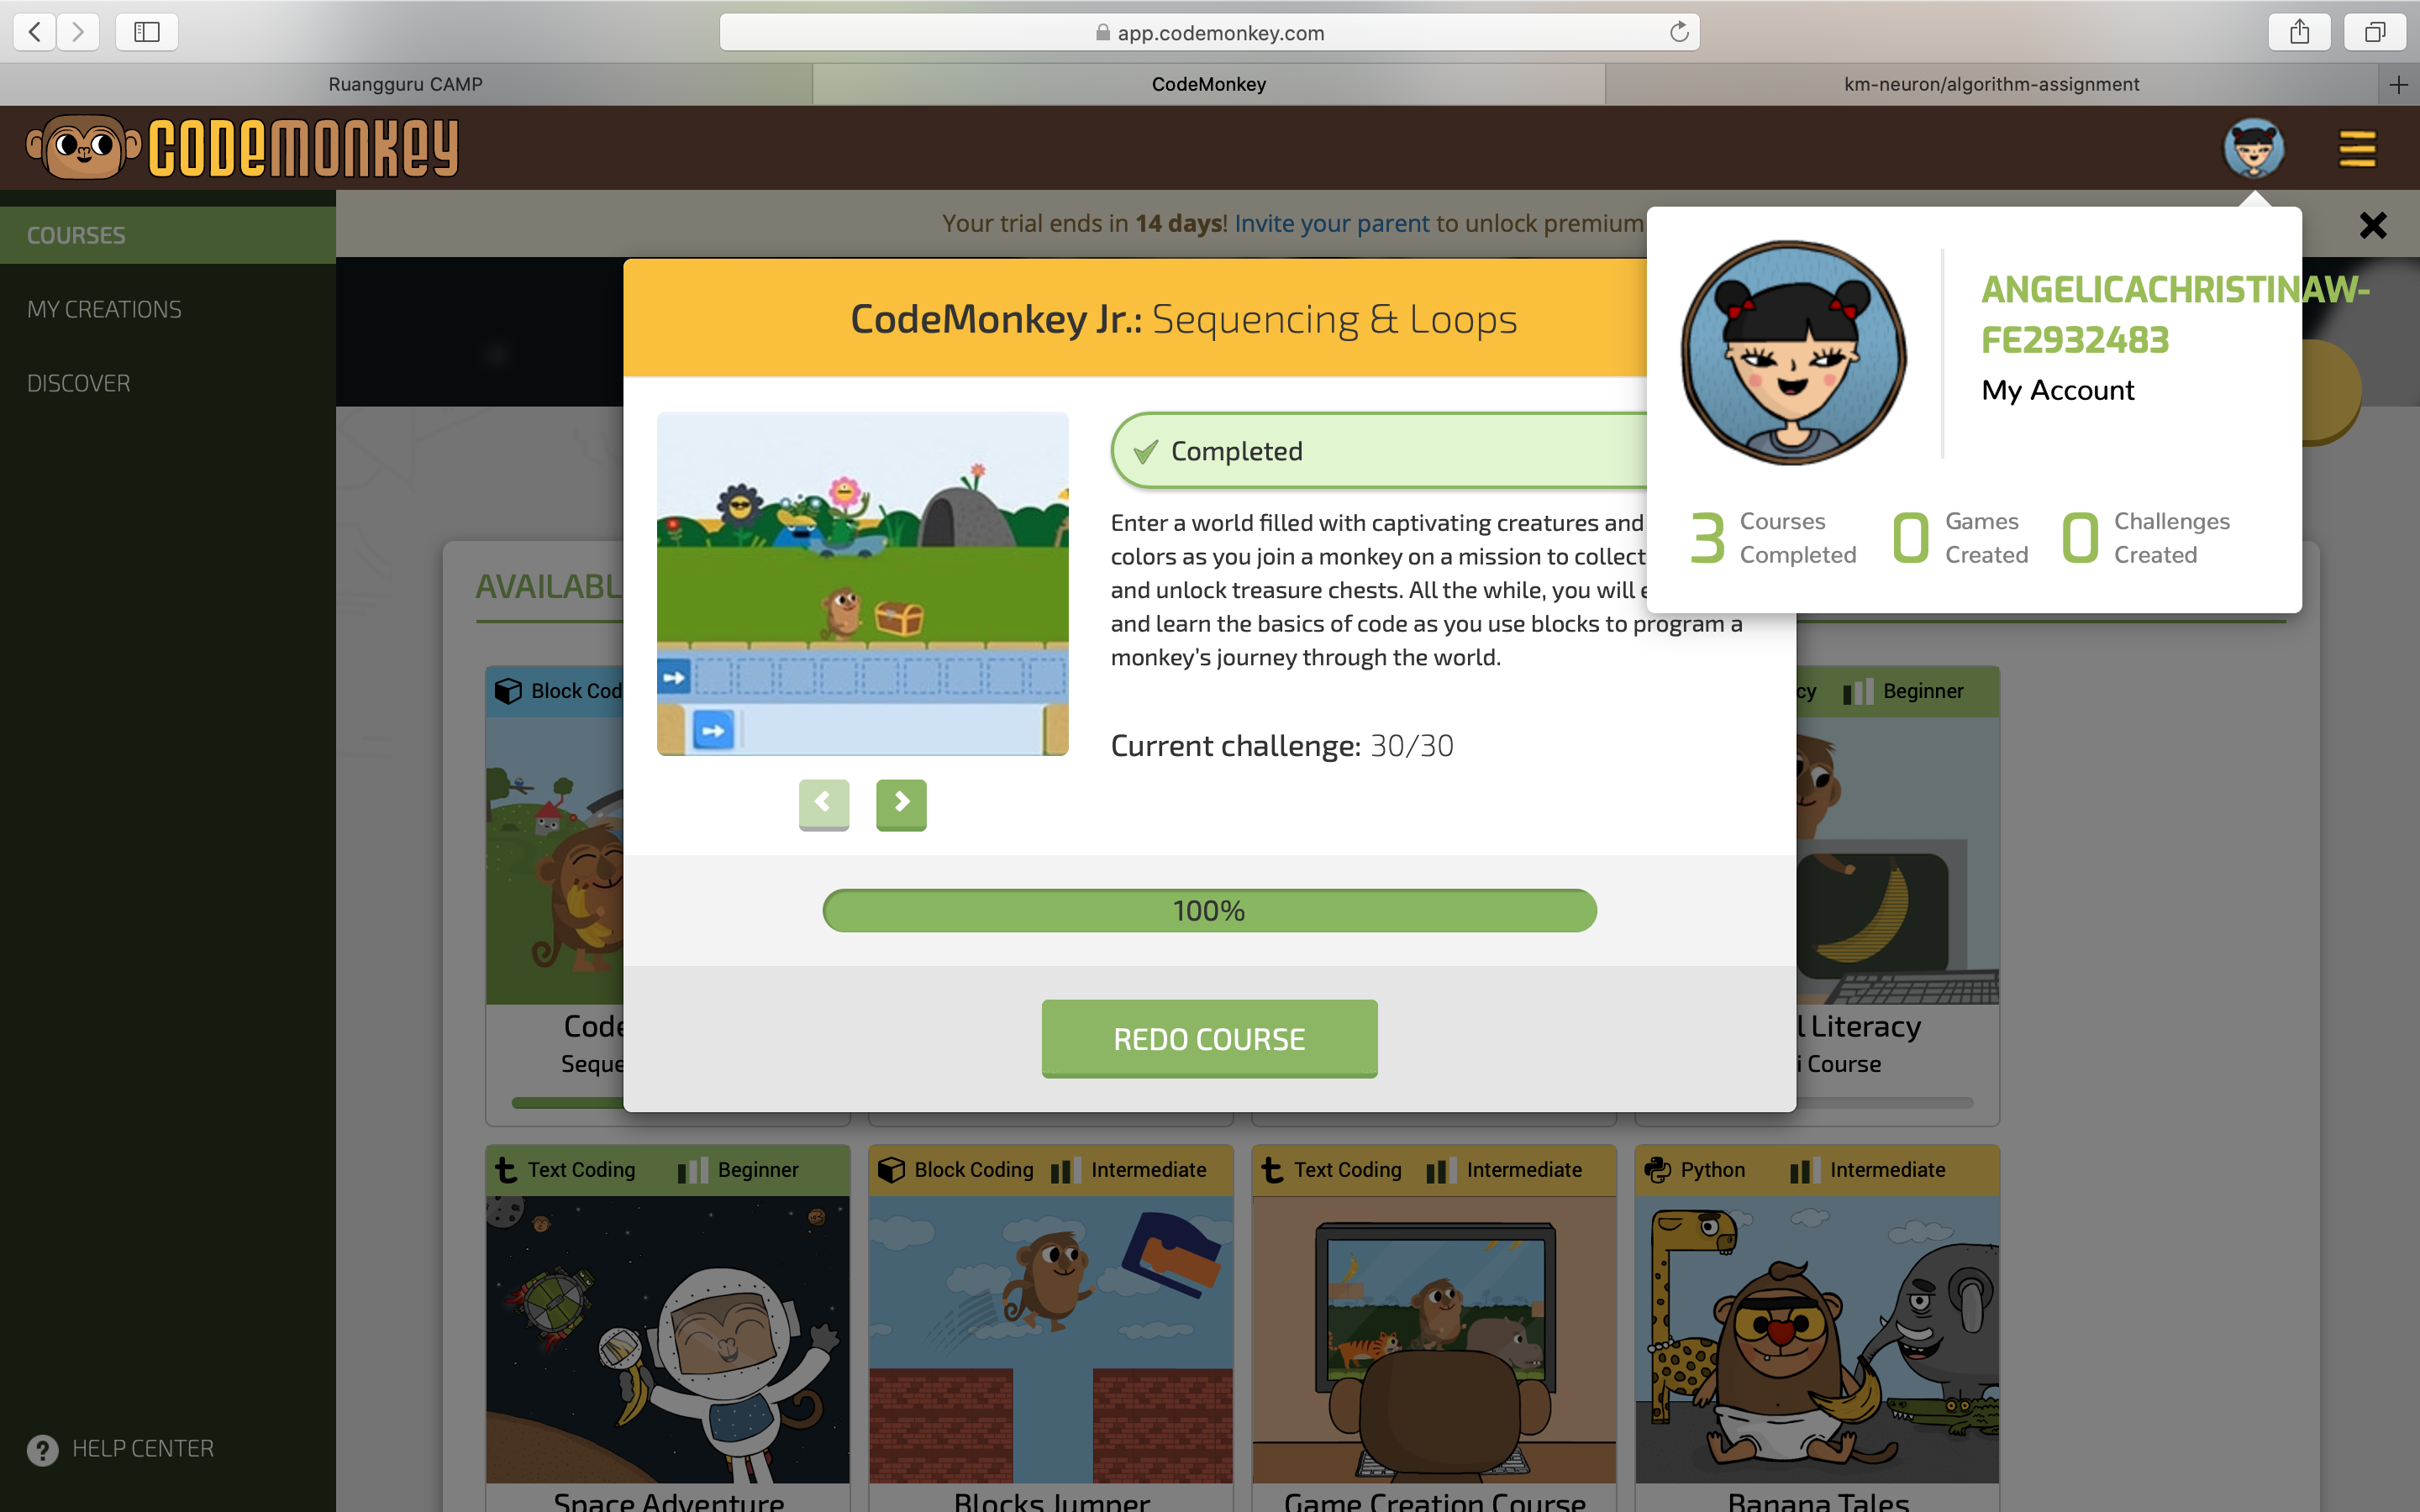 app.codemonkey.com
Ruangguru CAMP
CodeMonkey
km-neuron/algorithm-assignment
CODEMONKEY
COURSES
MY CREATIONS
DISCOVER
HELP CENTER
Your trial ends in 14 days! Invite your parent to unlock premium
ANGELICACHRISTINAW-
FE2932483
My Account
3 Courses Completed
0 Games Created
0 Challenges Created
CodeMonkey Jr.: Sequencing & Loops
Completed
Enter a world filled with captivating creatures and
colors as you join a monkey on a mission to collect
and unlock treasure chests. All the while, you will
and learn the basics of code as you use blocks to program a
monkey's journey through the world.
Current challenge: 30/30
100%
REDO COURSE
Block
Beginner
Literacy
Course
Text Coding Beginner
Block Coding Intermediate
Text Coding Intermediate
Python Intermediate
Space Adventure
Blocks Jumper
Game Creation Course
Banana Tales